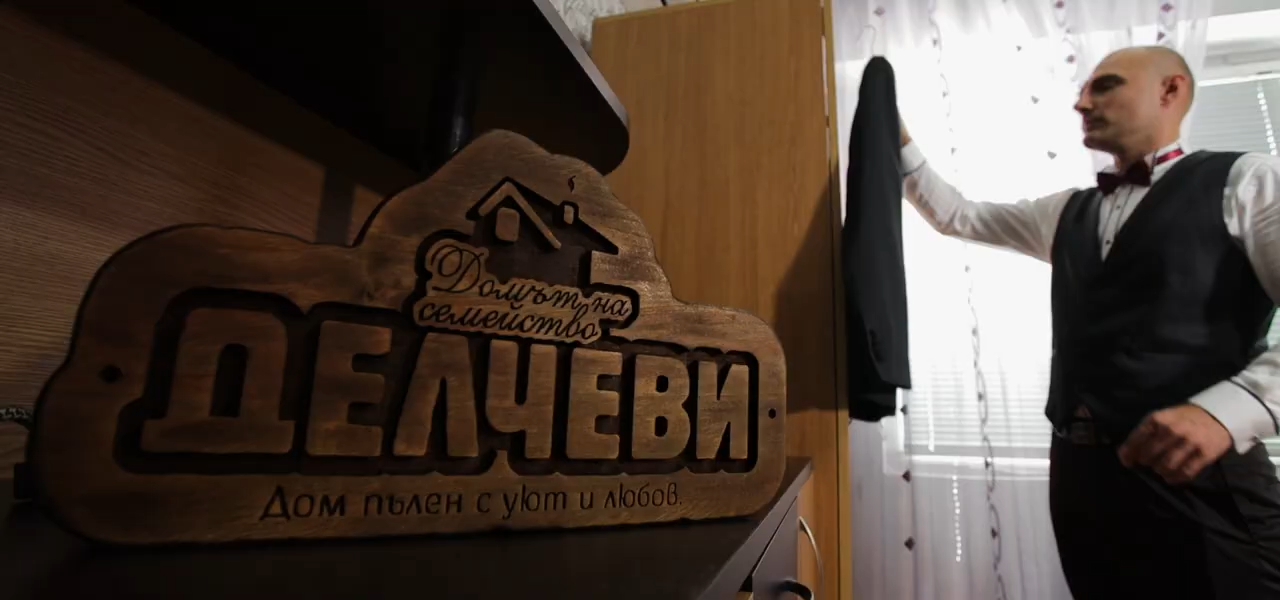 Домът на
семейство
ДЕЛЧЕВИ
Дом пълен с уют и любов.